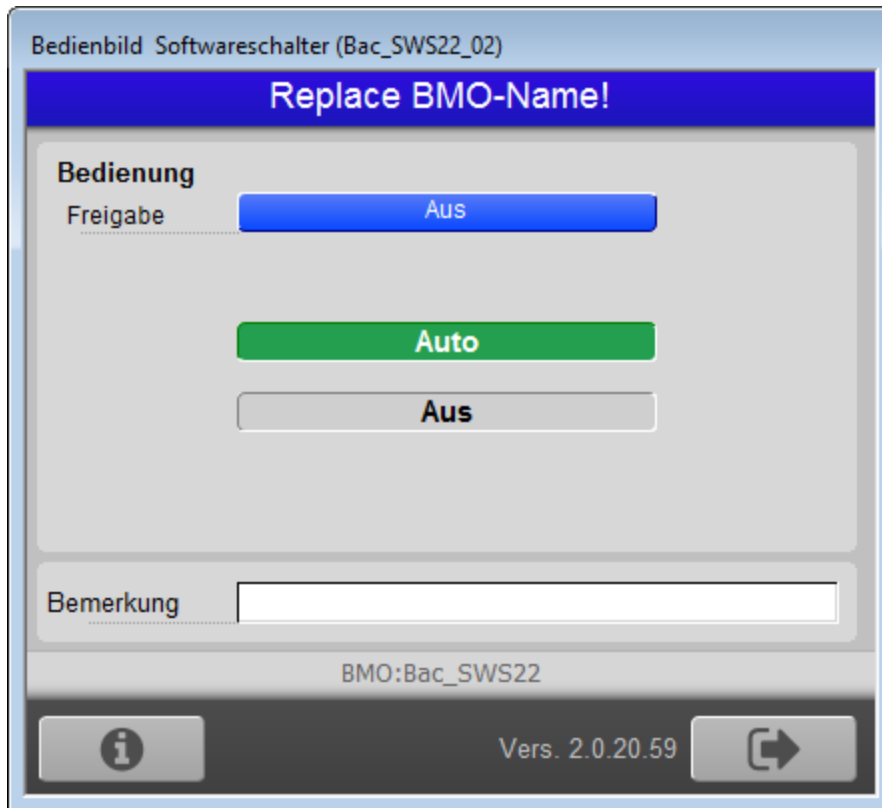 Bedienbild Softwareschalter (Bac_SWS22_02)
Replace BMO-Name!
Bedienung
Freigabe Aus
Auto
Aus
Bemerkung
BMO:Bac_SWS22
Vers. 2.0.20.59